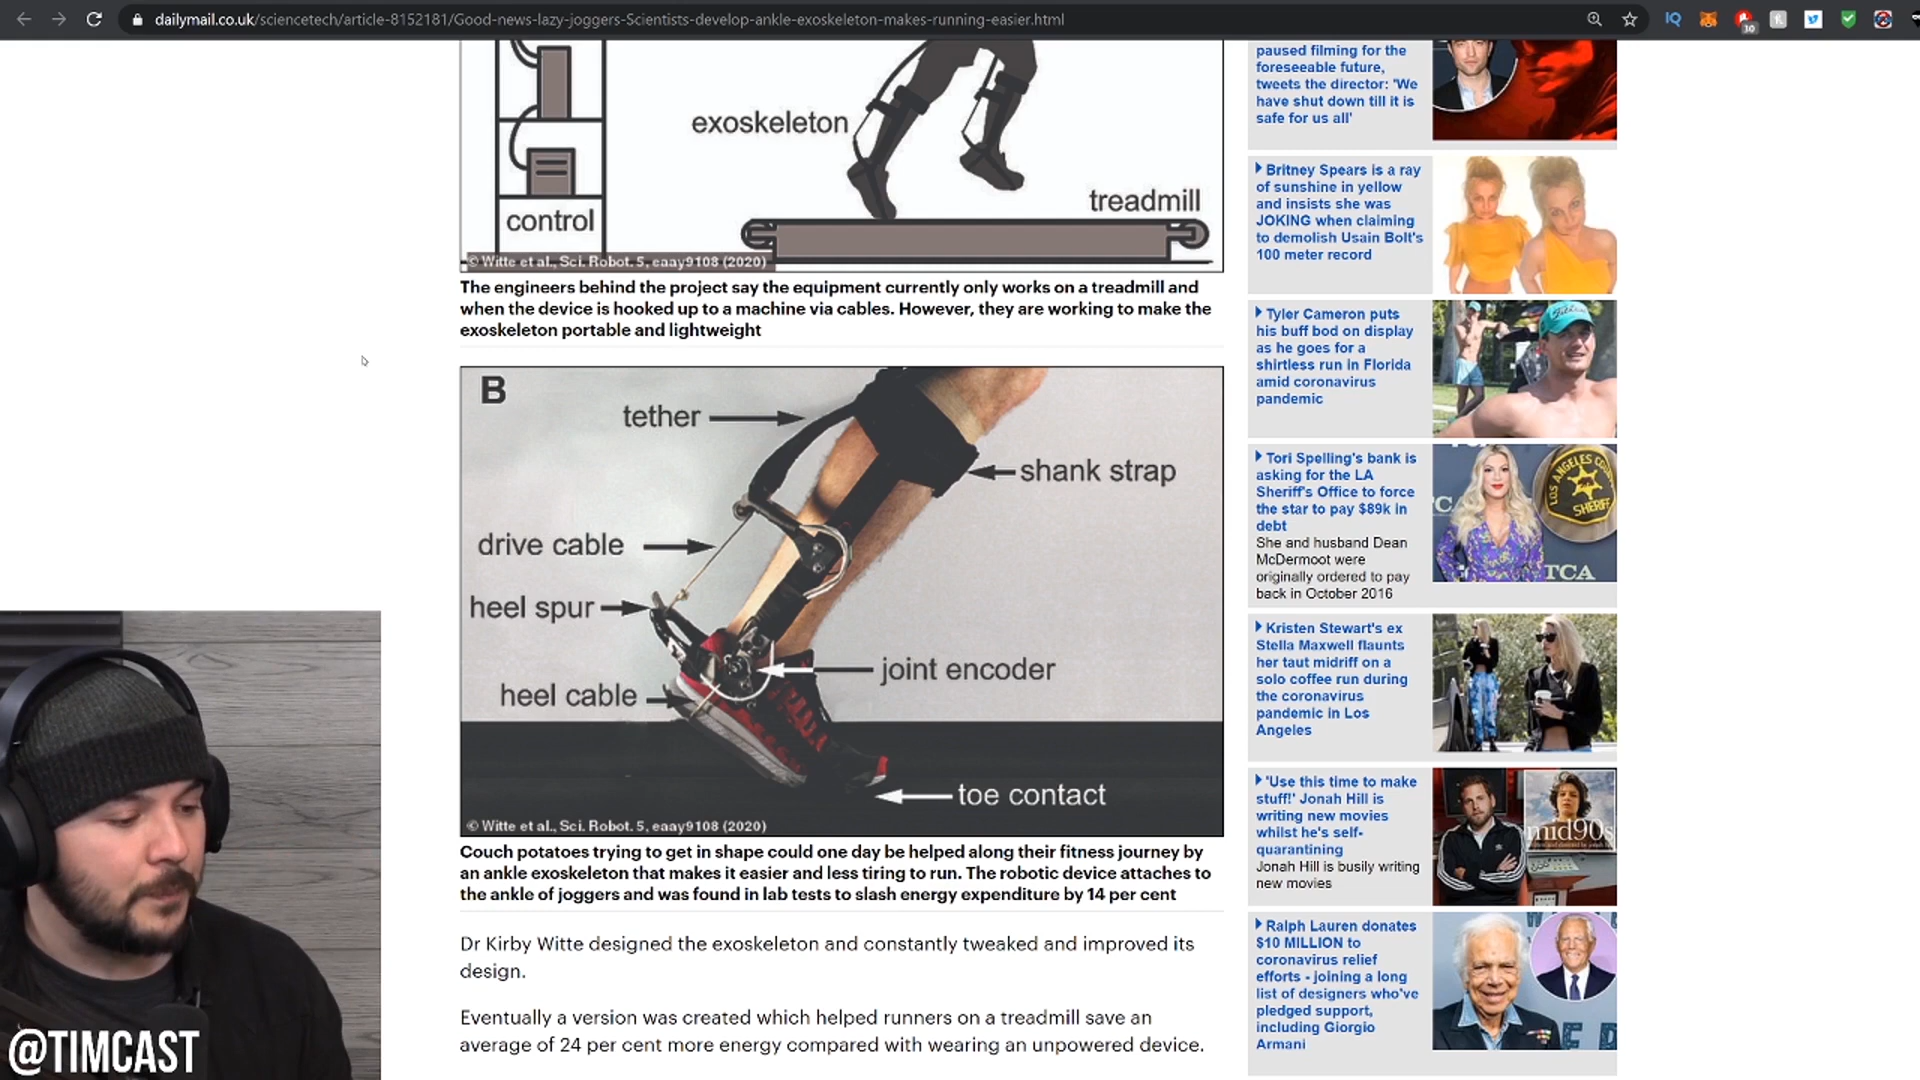 dailymail.co.uk/sciencetech/article-8152181/Good-news-lazy-joggers-Scientists-develop-ankle-exoskeleton-makes-running-easier.html
IQ
10
exoskeleton
treadmill
control
© Witte et al., Sci. Robot. 5, eaay9108 (2020)
The engineers behind the project say the equipment currently only works on a treadmill and
when the device is hooked up to a machine via cables. However, they are working to make the
exoskeleton portable and lightweight
B
tether
shank strap
drive cable
heel spur
joint encoder
heel cable
toe contact
© Witte et al., Sci. Robot. 5, eaay9108 (2020)
Couch potatoes trying to get in shape could one day be helped along their fitness journey by
an ankle exoskeleton that makes it easier and less tiring to run. The robotic device attaches to
the ankle of joggers and was found in lab tests to slash energy expenditure by 14 per cent
Dr Kirby Witte designed the exoskeleton and constantly tweaked and improved its
design.
Eventually a version was created which helped runners on a treadmill save an
average of 24 per cent more energy compared with wearing an unpowered device.
paused filming for the
foreseeable future,
tweets the director: 'We
have shut down till it is
safe for us all'
Britney Spears is a ray
of sunshine in yellow
and insists she was
JOKING when claiming
to demolish Usain Bolt's
100 meter record
Tyler Cameron puts
his buff bod on display
as he goes for a
shirtless run in Florida
amid coronavirus
pandemic
Tori Spelling's bank is
asking for the LA
Sheriff's Office to force
the star to pay $89k in
debt
She and husband Dean
McDermoot were
originally ordered to pay
back in October 2016
LOS ANGELES COU
SHERIFF
TCA
Kristen Stewart's ex
Stella Maxwell flaunts
her taut midriff on a
solo coffee run during
the coronavirus
pandemic in Los
Angeles
'Use this time to make
stuff!' Jonah Hill is
writing new movies
whilst he's self-
quarantining
Jonah Hill is busily writing
new movies
mid90s
Ralph Lauren donates
$10 MILLION to
coronavirus relief
efforts - joining a long
list of designers who've
pledged support,
including Giorgio
Armani
@TIMCAST